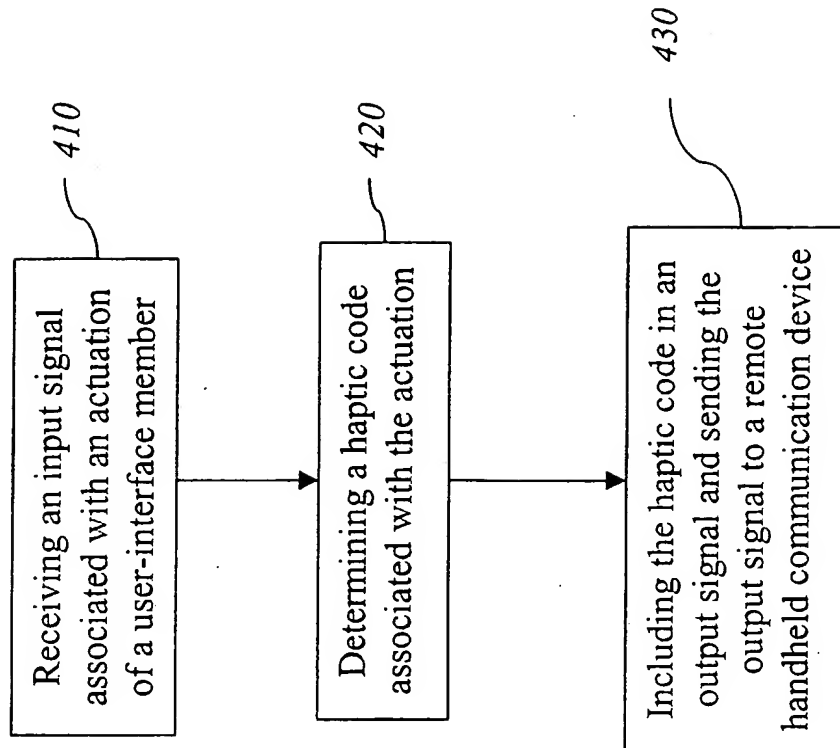 Receiving an input signal
associated with an actuation
of a user-interface member
410
Determining a haptic code
associated with the actuation
420
Including the haptic code in an
output signal and sending the
output signal to a remote
handheld communication device
430